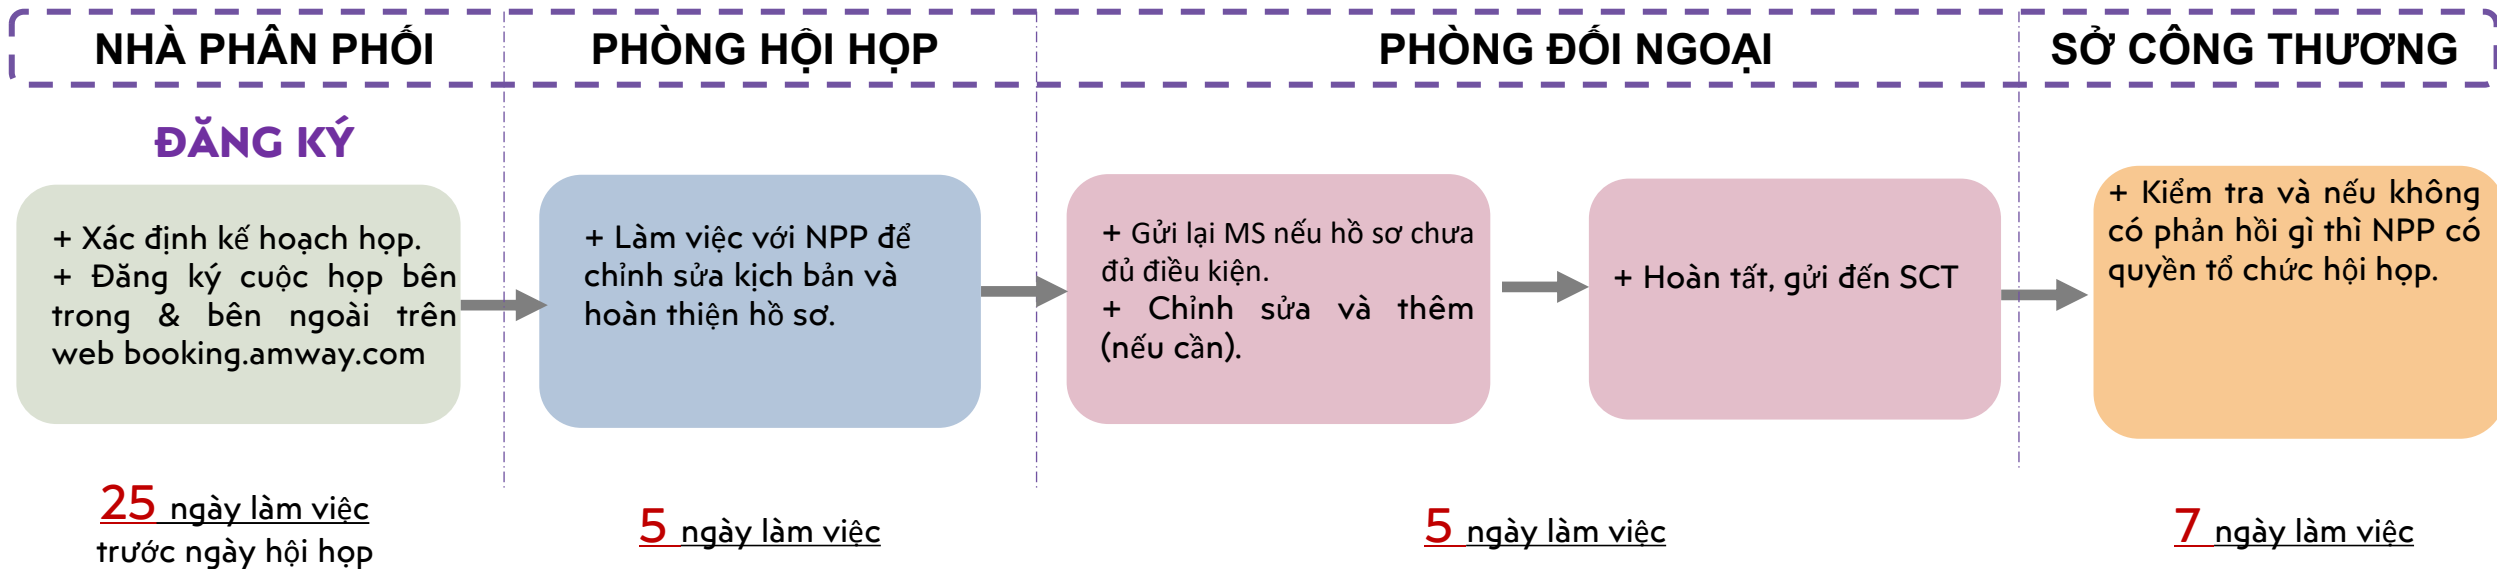 NHÀ PHÂN PHỐI
PHÒNG HỘI HỌP
PHÒNG ĐỐI NGOẠI
SỞ CÔNG THƯƠNG
ĐĂNG KÝ
+ Xác định kế hoạch họp.
+ Đăng ký cuộc họp bên
trong & bên ngoài trên
web booking.amway.com
+ Làm việc với NPP để
chỉnh sửa kịch bản và
hoàn thiện hồ sơ.
+ Gửi lại MS nếu hồ sơ chưa
đủ điều kiện.
+ Chỉnh sửa và thêm
(nếu cần).
+ Hoàn tất, gửi đến SCT
+ Kiểm tra và nếu không
có phản hồi gì thì NPP có
quyền tổ chức hội họp.
25 ngày làm việc
trước ngày hội họp
5 ngày làm việc
5 ngày làm việc
7 ngày làm việc